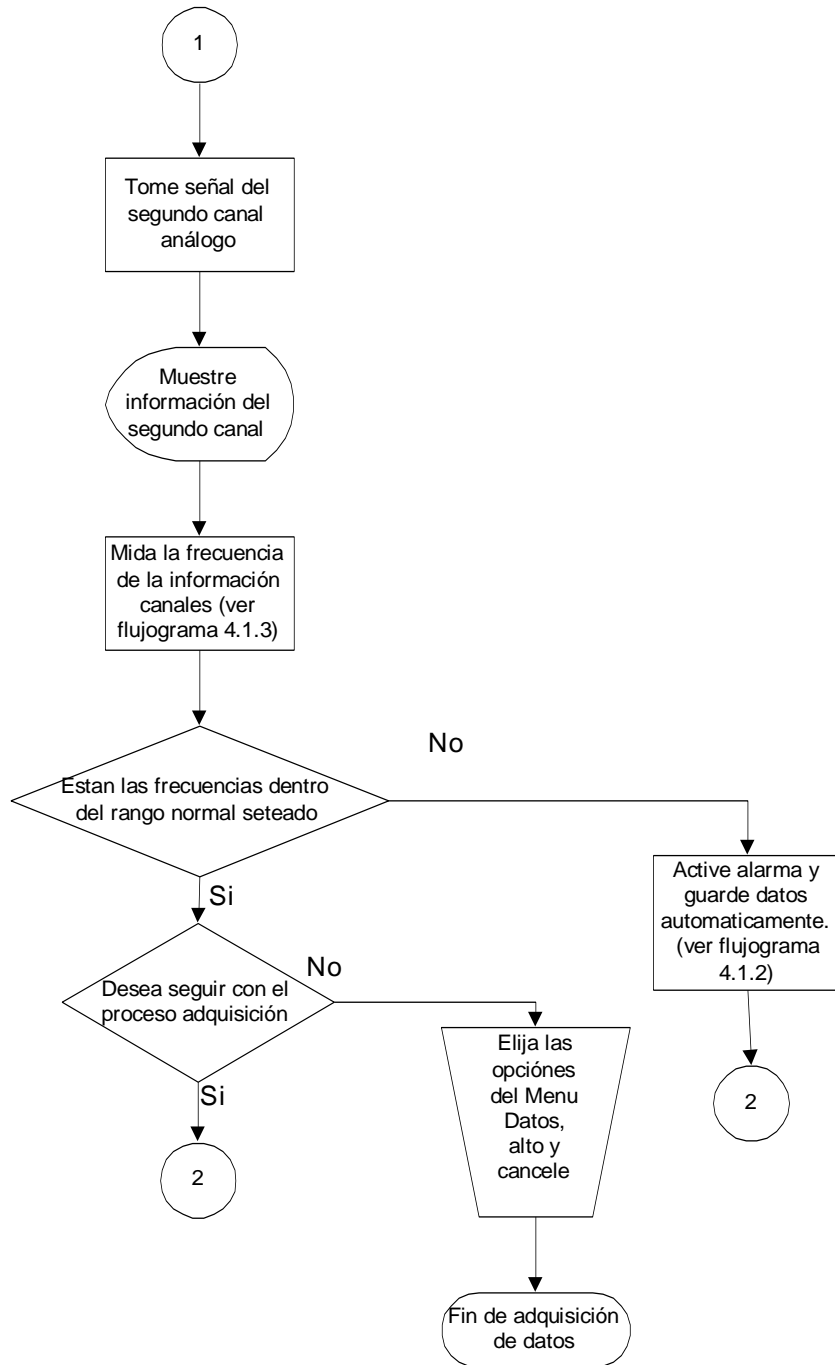 1
Tome señal del
segundo canal
análogo
Muestre
información del
segundo canal
Mida la frecuencia
de la información
canales (ver
flujograma 4.1.3)
Estan las frecuencias dentro
del rango normal seteado
No
Si
Active alarma y
guarde datos
automaticamente.
(ver flujograma
4.1.2)
2
Desea seguir con el
proceso adquisición
No
Si
2
Elija las
opciónes
del Menu
Datos,
alto y
cancele
Fin de adquisición
de datos